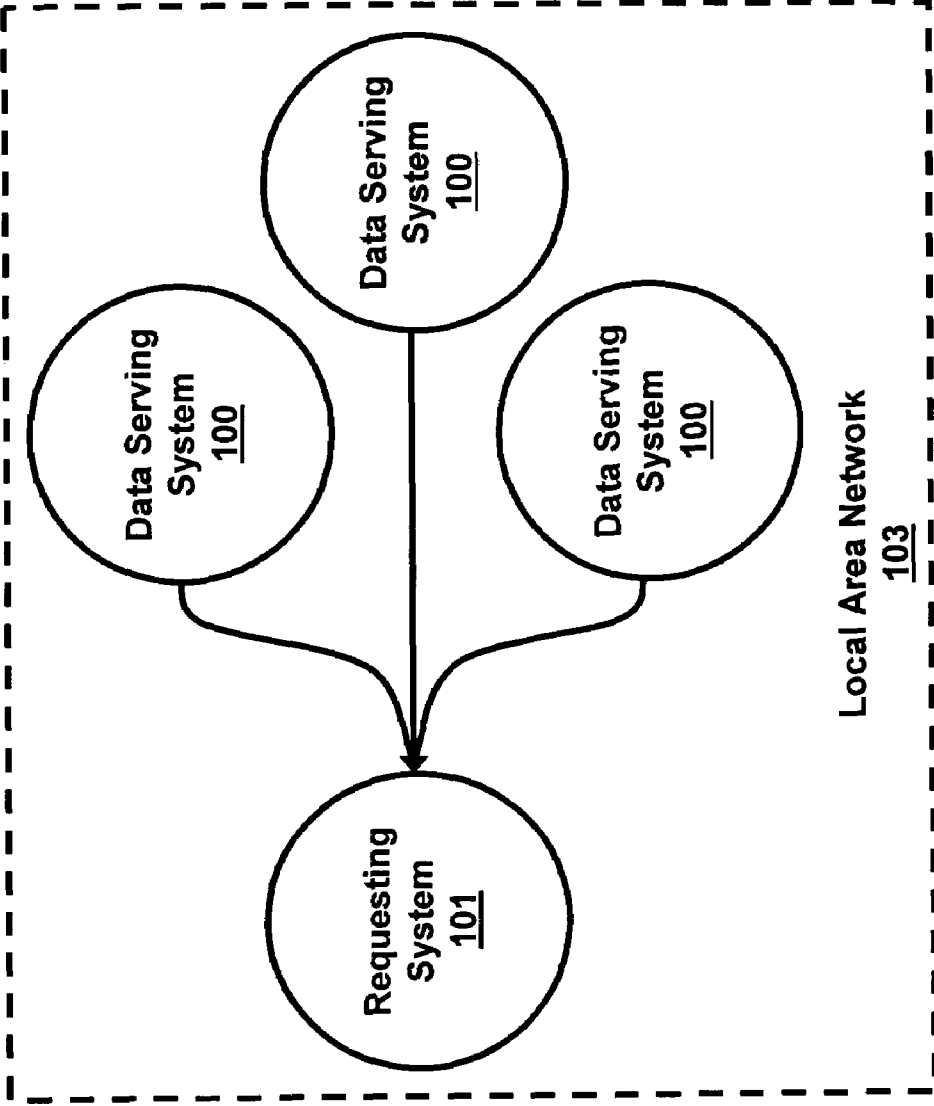 Data Serving
System
100
Data Serving
System
100
Data Serving
System
100
Requesting
System
101
Local Area Network
103